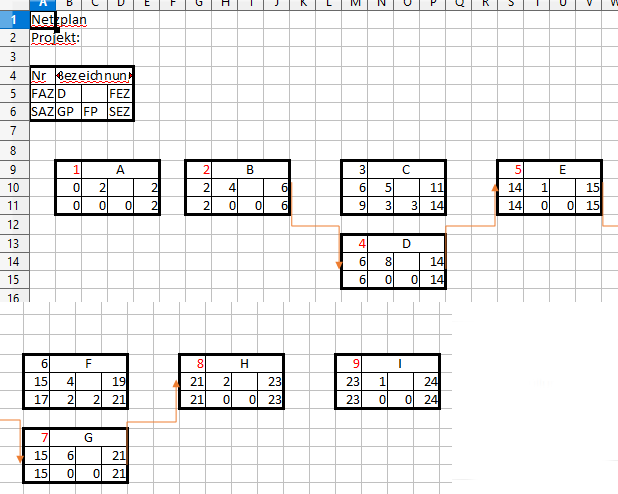 A B C D E F G H I J K L M N O P Q R S T U V W
1 Netzplan
2 Projekt:
3
4 Nr Bezeichnun
5 FAZ D FEZ
6 SAZ GP FP SEZ
7
8
9 1 A 2 B 3 C 5 E
10 0 2 2 2 4 6 6 5 11 14 1 15
11 0 0 0 2 2 0 0 6 9 3 3 14 14 0 0 15
12
13 4 D
14 6 8 14
15 6 0 0 14
16
6 F 8 H 9 I
15 4 19 21 2 23 23 1 24
17 2 2 21 21 0 0 23 23 0 0 24
7 G
15 6 21
15 0 0 21